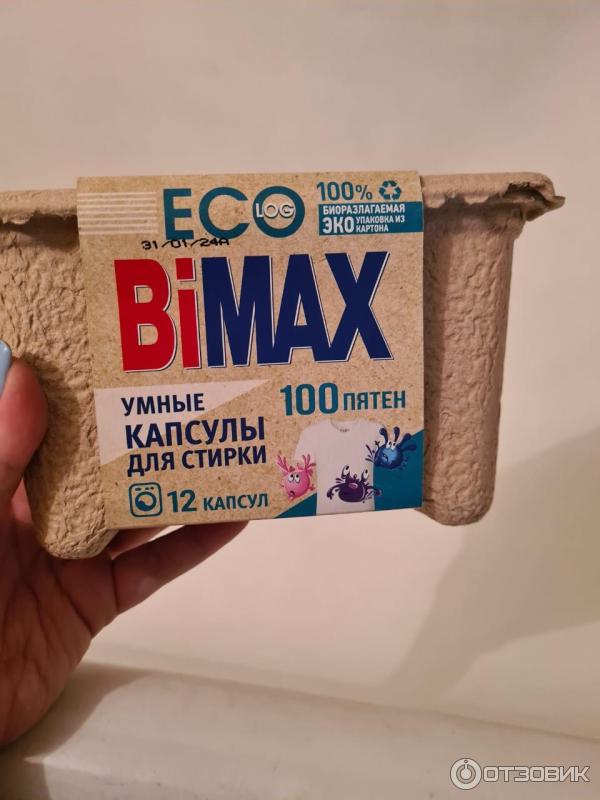 ECO
LOG
100%
БИОРАЗЛАГАЕМАЯ
ЭКО УПАКОВКА ИЗ КАРТОНА
31/01/24A
BiMAX
100 ПЯТЕН
УМНЫЕ
КАПСУЛЫ
ДЛЯ СТИРКИ
12 КАПСУЛ
ОТЗОВИК